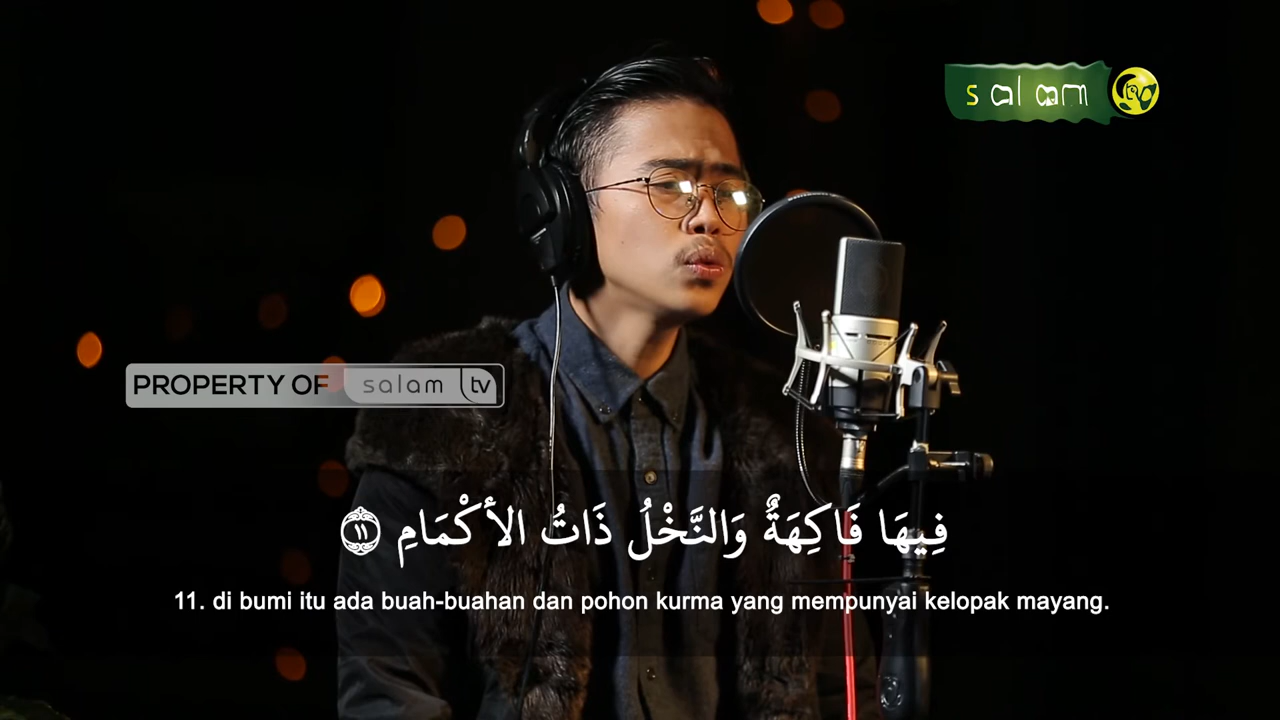 salam tv
PROPERTY OF salam tv
فِيهَا فَاكِهَةٌ وَالنَّخْلُ ذَاتُ الأَكْمَامِ ١١
11. di bumi itu ada buah-buahan dan pohon kurma yang mempunyai kelopak mayang.